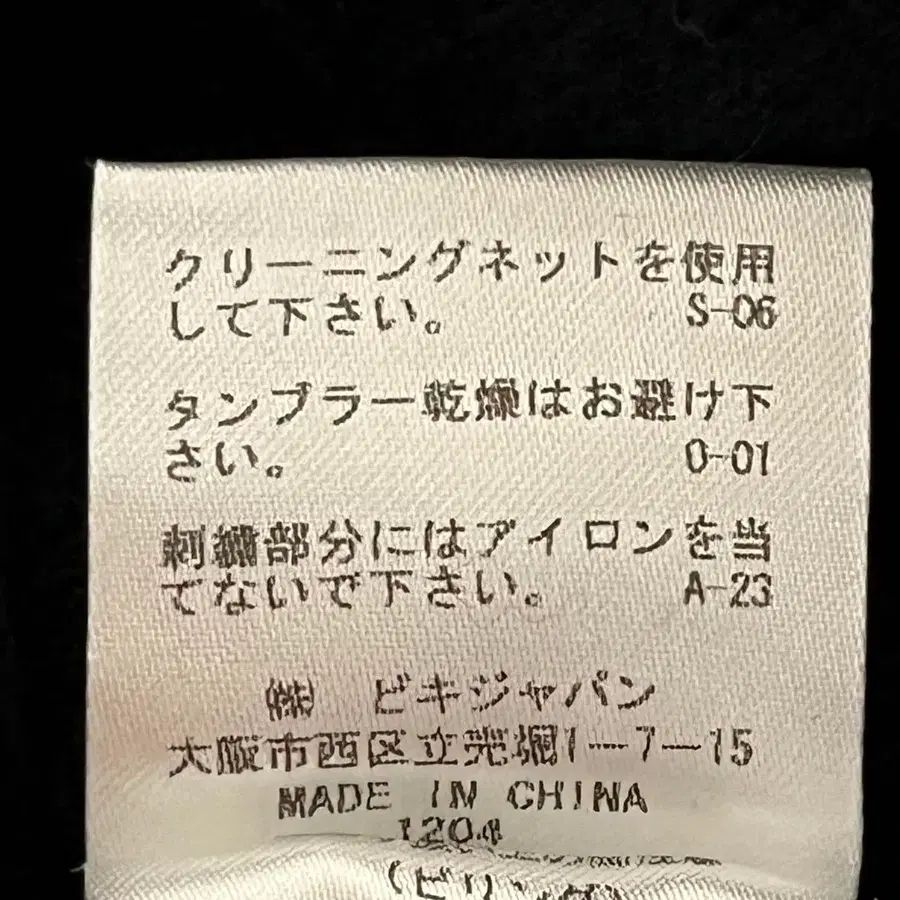 クリーニングネットを使用
して下さい。 S-06
タンブラー乾燥はお避け下
さい。 O-01
刺繍部分にはアイロンを当
てないで下さい。 A-23
㈱ ビキジャパン
大阪市西区立売堀1-7-15
MADE IN CHINA
1204